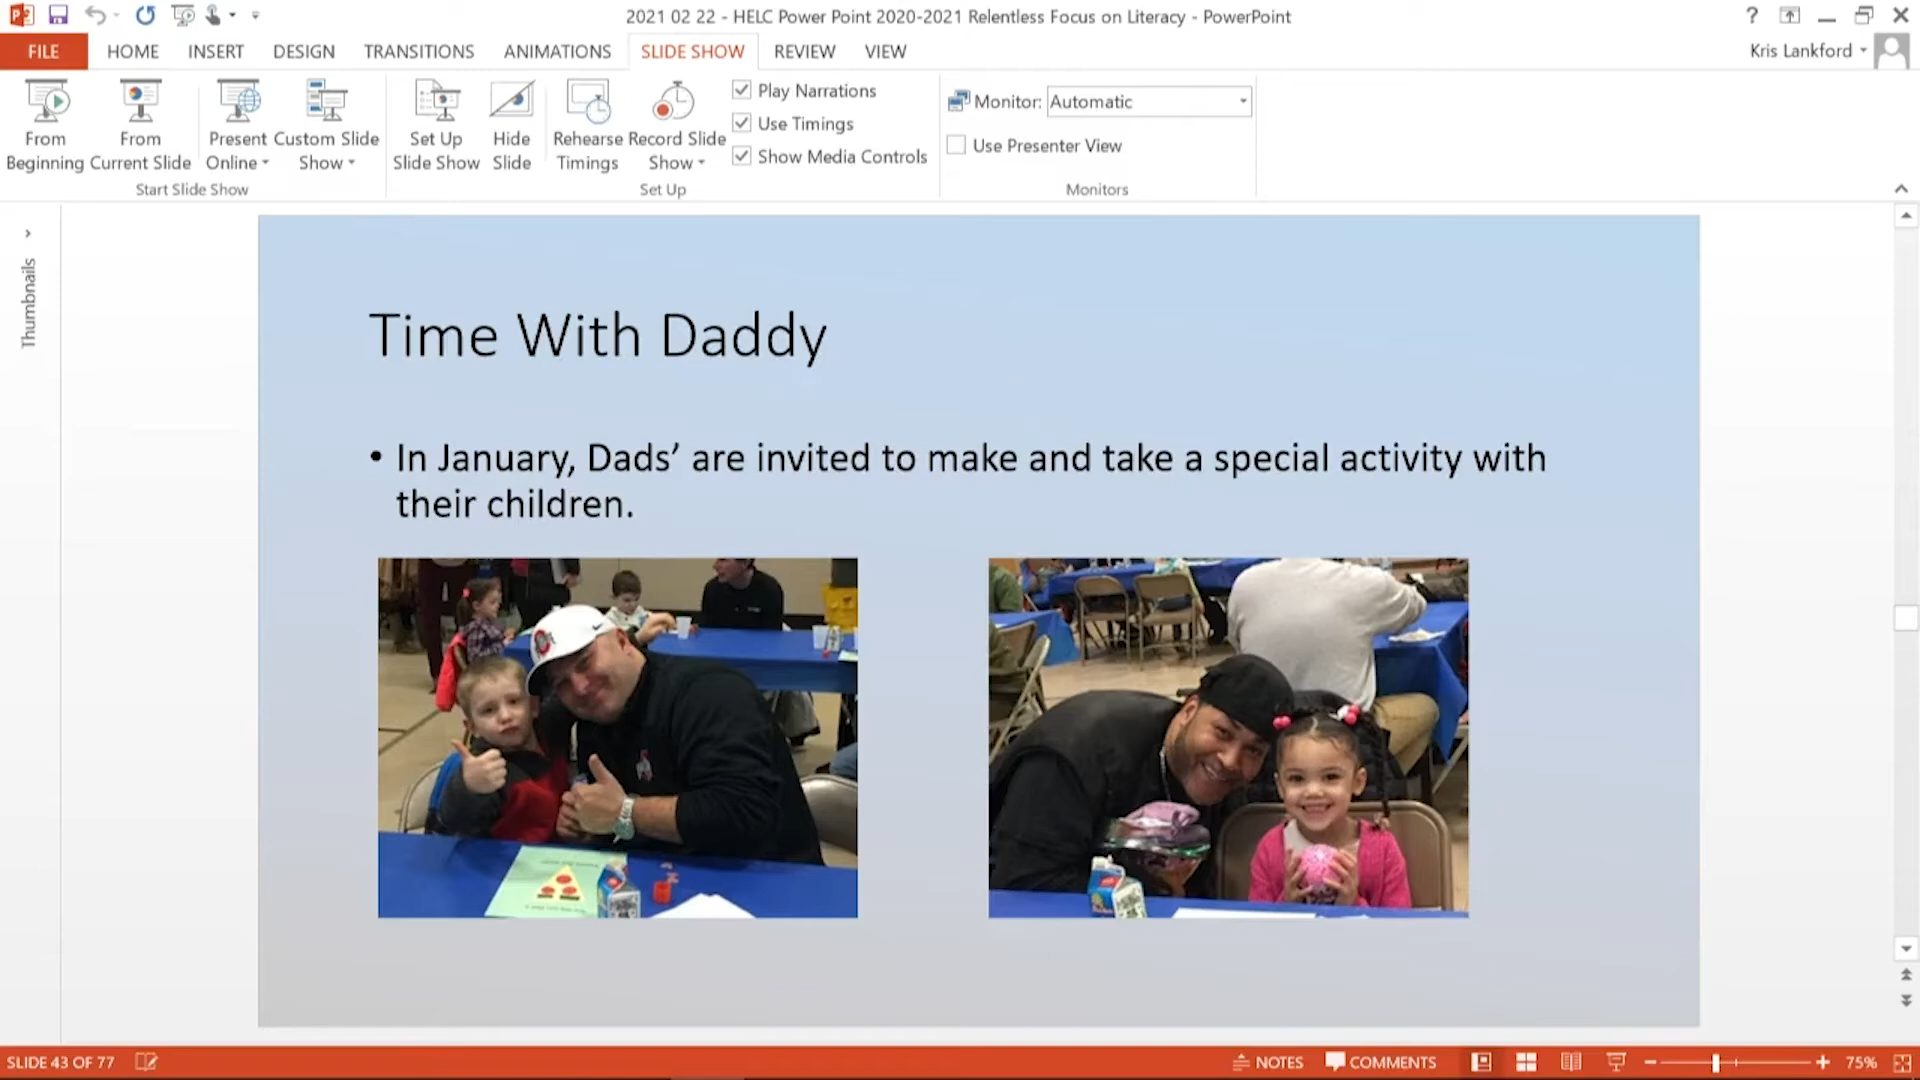 2021 02 22 - HELC Power Point 2020-2021 Relentless Focus on Literacy - PowerPoint
?
FILE HOME INSERT DESIGN TRANSITIONS ANIMATIONS SLIDE SHOW REVIEW VIEW
Kris Lankford
From Beginning
From Current Slide
Present Online
Custom Slide Show
Start Slide Show
Set Up Slide Show
Hide Slide
Rehearse Timings
Record Slide Show
Play Narrations
Use Timings
Show Media Controls
Set Up
Monitor: Automatic
Use Presenter View
Monitors
Thumbnails
Time With Daddy
• In January, Dads’ are invited to make and take a special activity with
their children.
SLIDE 43 OF 77
NOTES COMMENTS 75%